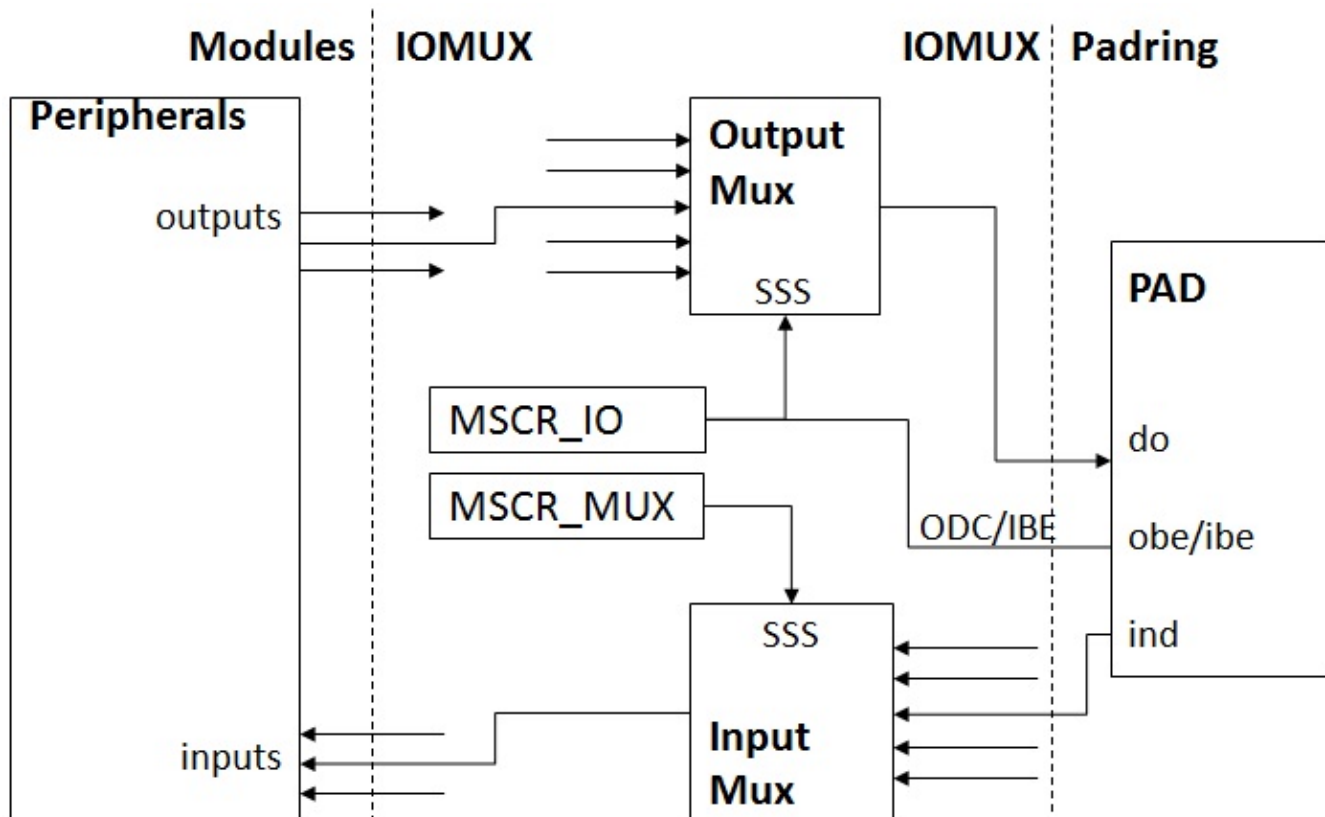 Modules
IOMUX
IOMUX
Padring
Peripherals
Output
Mux
outputs
SSS
PAD
MSCR_IO
do
MSCR_MUX
ODC/IBE
obe/ibe
SSS
ind
Input
Mux
inputs